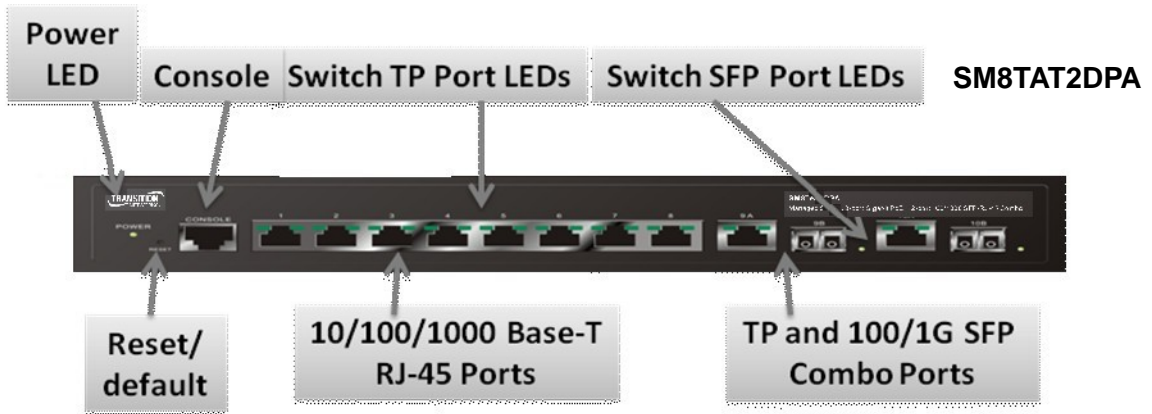 Power
LED
Console
Switch TP Port LEDs
Switch SFP Port LEDs
SM8TAT2DPA
TRANSITION
POWER
RESET
CONSOLE
1 2 3 4 5 6 7 8 9A 9B 10B
SM8TAT2DPA
Reset/
default
10/100/1000 Base-T
RJ-45 Ports
TP and 100/1G SFP
Combo Ports